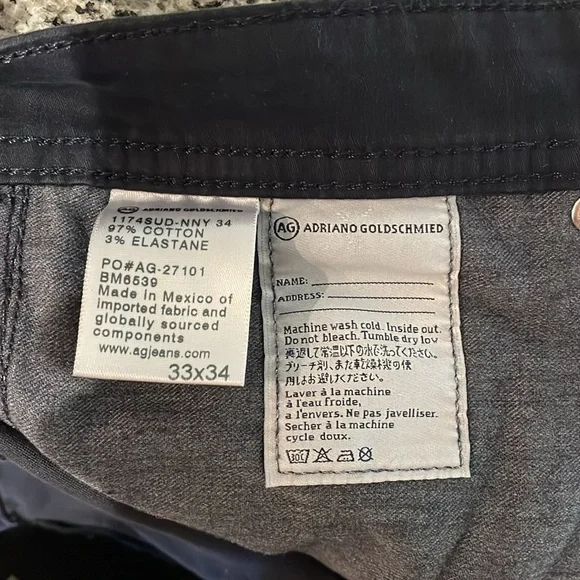 AG ADRIANO GOLDSCHMIED
1174SUD-NNY 34
97% COTTON
3% ELASTANE
PO#AG-27101
BM6539
Made in Mexico of
imported fabric and
globally sourced
components
www.agjeans.com
33x34
AG ADRIANO GOLDSCHMIED
NAME:
ADDRESS:
Machine wash cold. Inside out.
Do not bleach. Tumble dry low
裏返して常温以下の水で洗ってください。
ブリーチ剤、また乾燥機の使
用はお避けください。
Laver à la machine
à l'eau froide,
a l'envers. Ne pas javelliser.
Secher à la machine
cycle doux.
30C